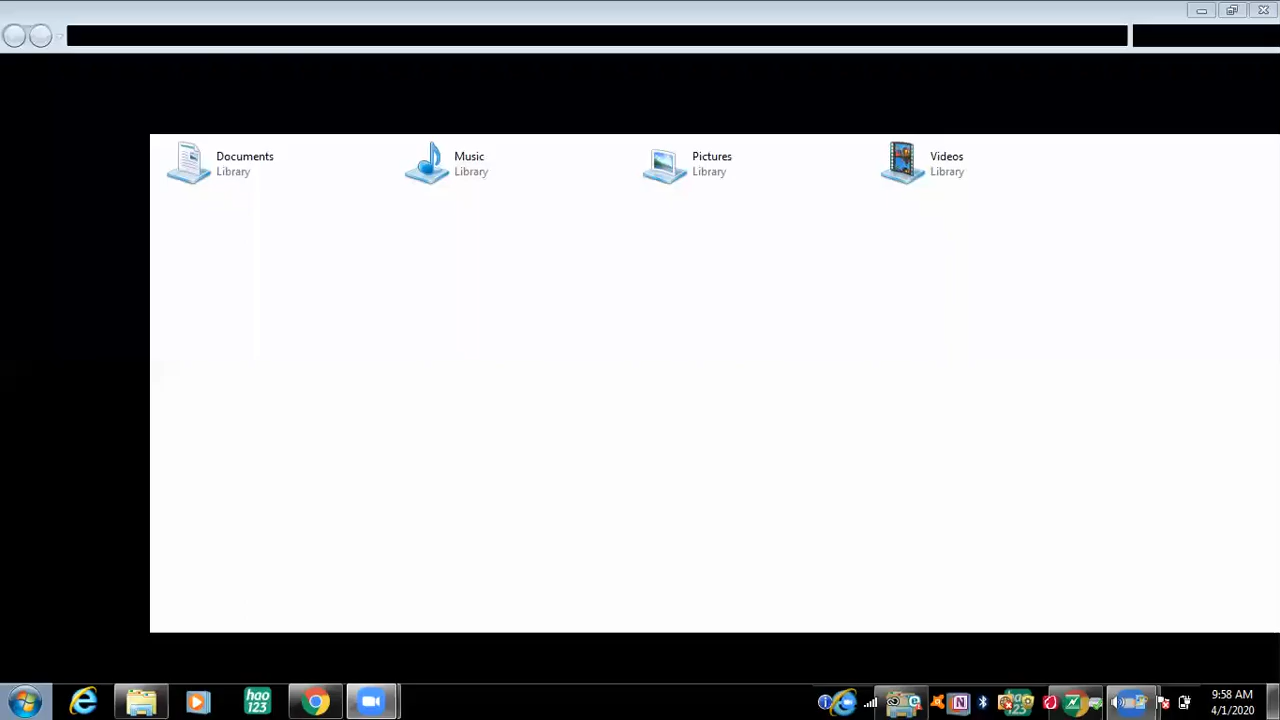 Documents
Library
Music
Library
Pictures
Library
Videos
Library
hao
123
9:58 AM
4/1/2020